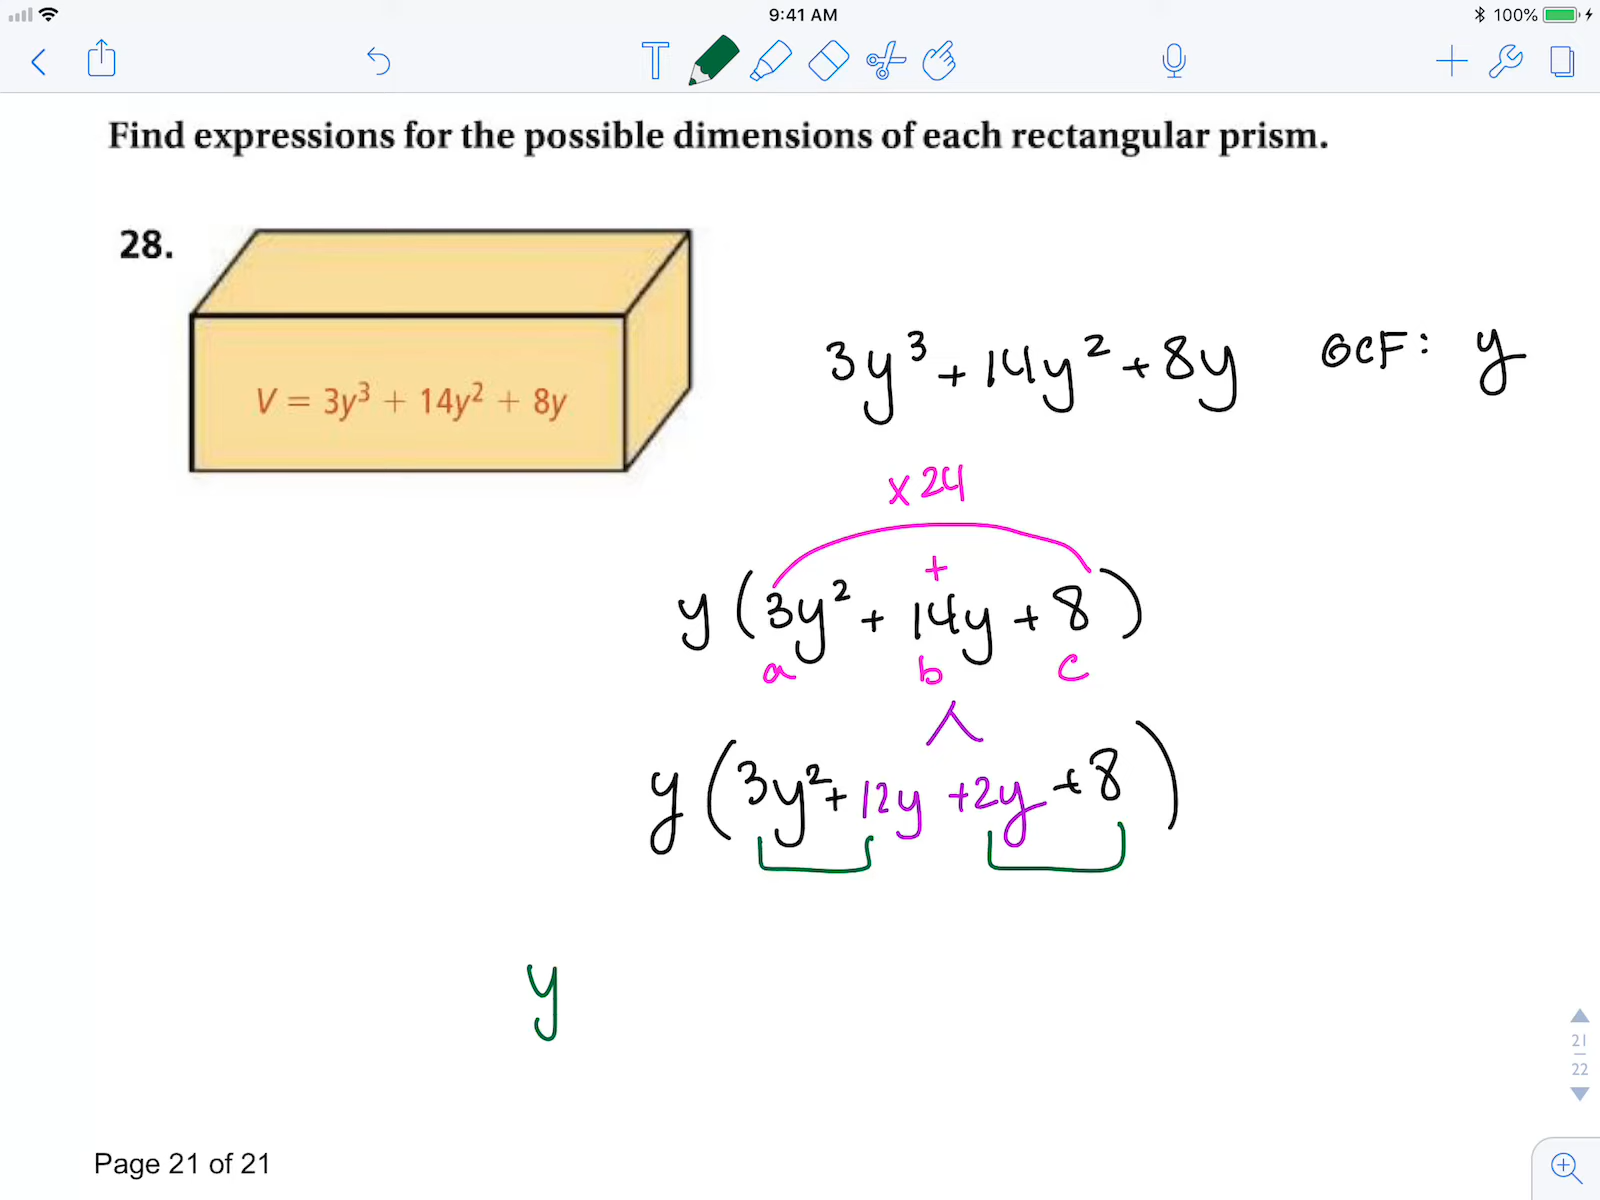 9:41 AM
100%
T
Find expressions for the possible dimensions of each rectangular prism.
28.
V = 3y³ + 14y² + 8y
3y³ + 14y² + 8y GCF: y
x 24
+
y (3y² + 14y + 8)
a b c
y (3y² + 12y + 2y + 8)
y
21
22
Page 21 of 21